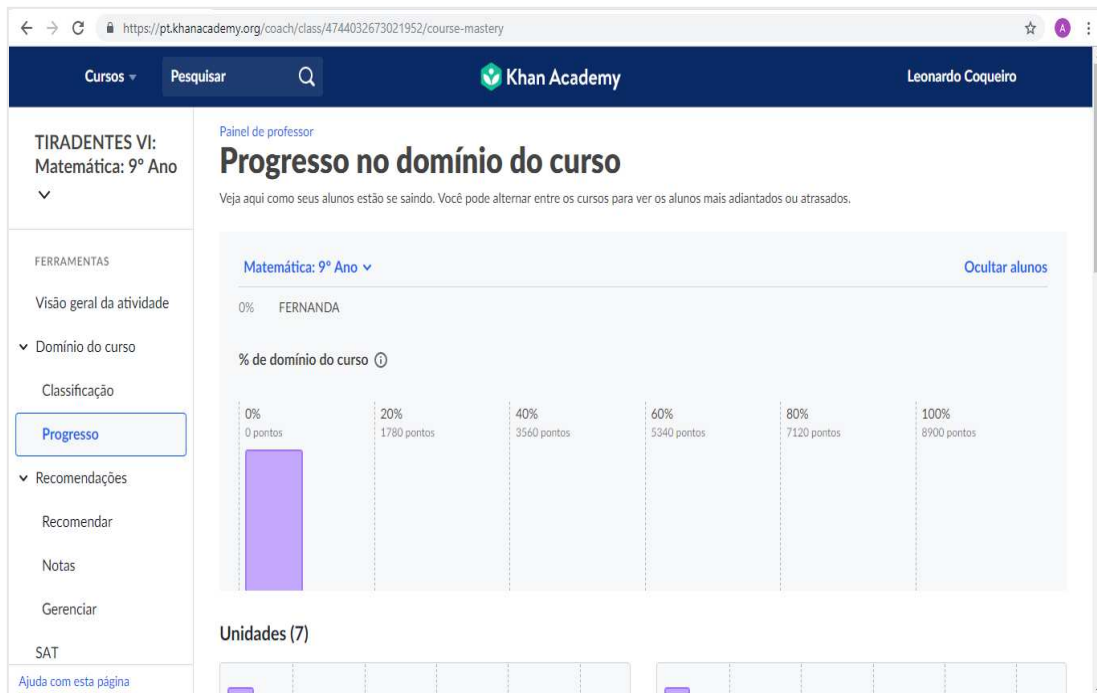 https://pt.khanacademy.org/coach/class/4744032673021952/course-mastery
A
Cursos
Pesquisar
Khan Academy
Leonardo Coqueiro
TIRADENTES VI:
Matemática: 9° Ano
FERRAMENTAS
Visão geral da atividade
Domínio do curso
Classificação
Progresso
Recomendações
Recomendar
Notas
Gerenciar
SAT
Ajuda com esta página
Painel de professor
Progresso no domínio do curso
Veja aqui como seus alunos estão se saindo. Você pode alternar entre os cursos para ver os alunos mais adiantados ou atrasados.
Matemática: 9° Ano
Ocultar alunos
0% FERNANDA
% de domínio do curso
0% 20% 40% 60% 80% 100%
0 pontos 1780 pontos 3560 pontos 5340 pontos 7120 pontos 8900 pontos
Unidades (7)